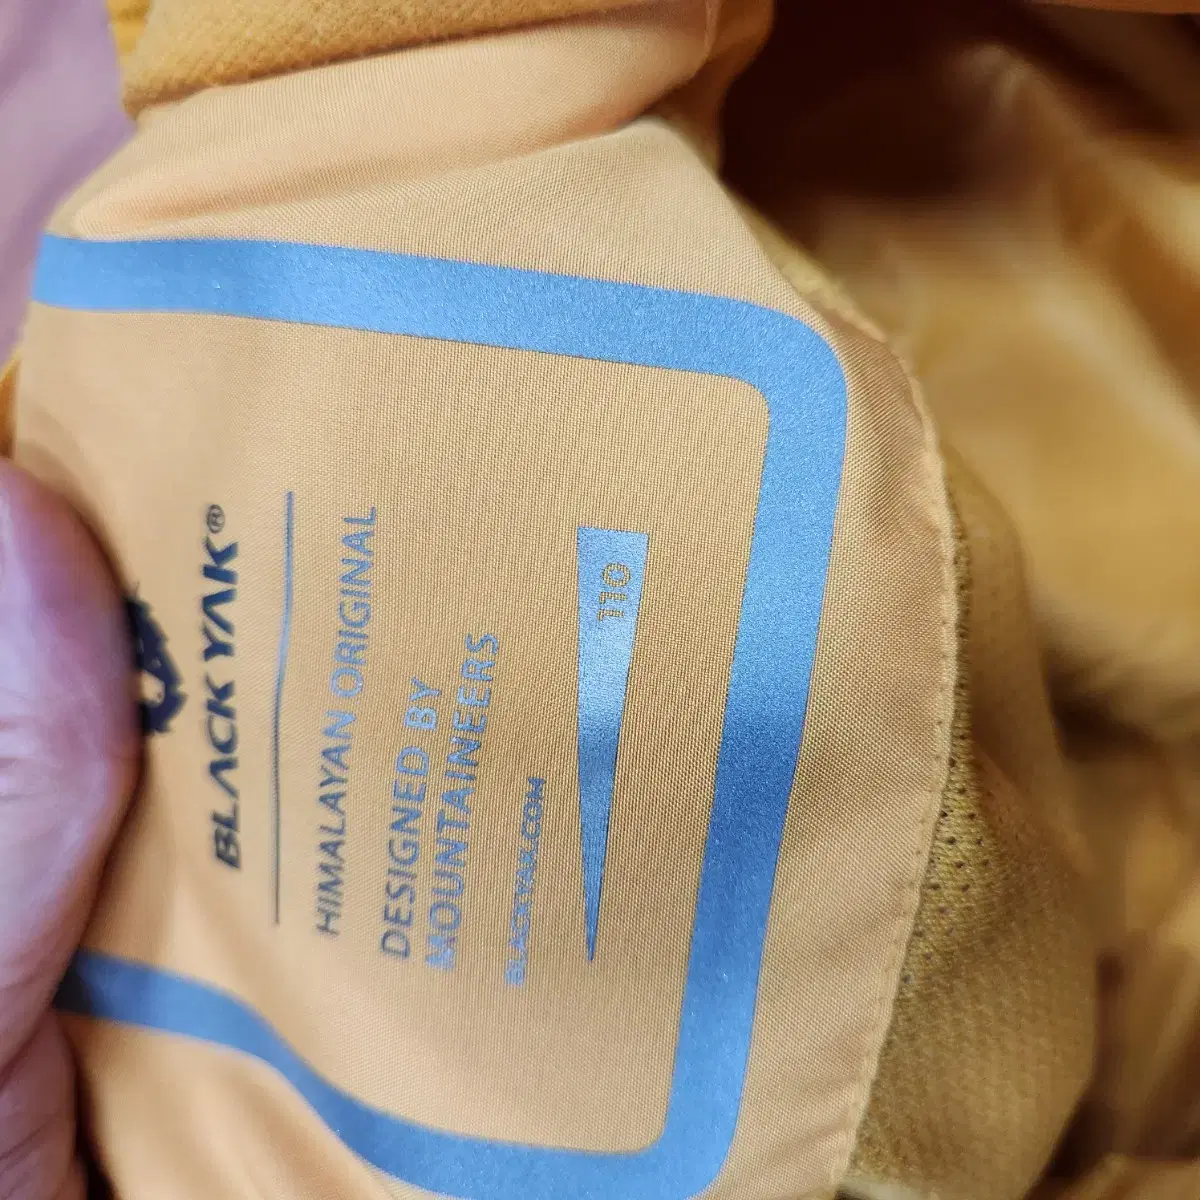 BLACKYAK®
HIMALAYAN ORIGINAL
DESIGNED BY
MOUNTAINEERS
BLACKYAK.COM
110